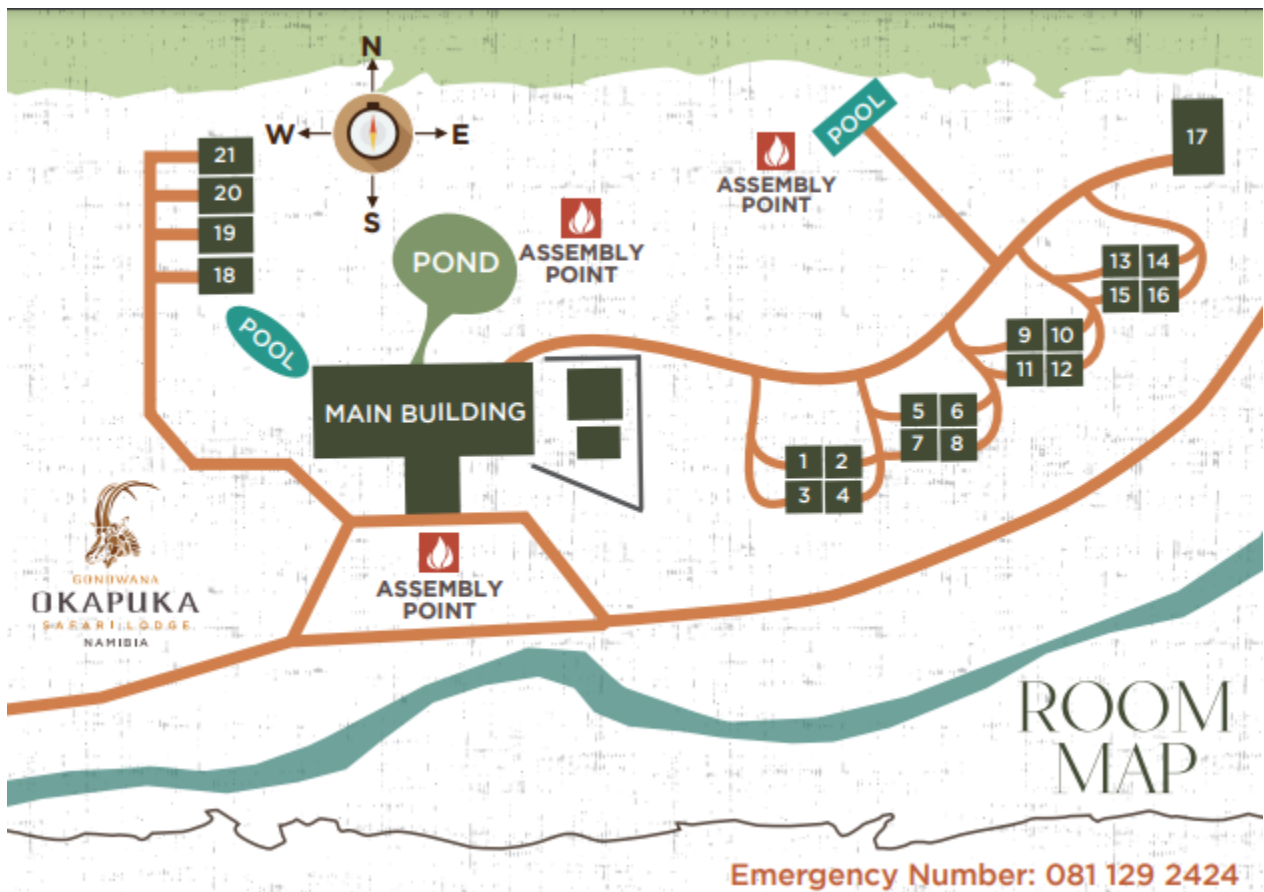 N
W
E
S
POOL
17
ASSEMBLY
POINT
21
20
19
18
ASSEMBLY
POINT
POND
13 14
15 16
POOL
9 10
11 12
MAIN BUILDING
5 6
7 8
1 2
3 4
ASSEMBLY
POINT
GONDWANA
OKAPUKA
SAFARI LODGE
NAMIBIA
ROOM
MAP
Emergency Number: 081 129 2424